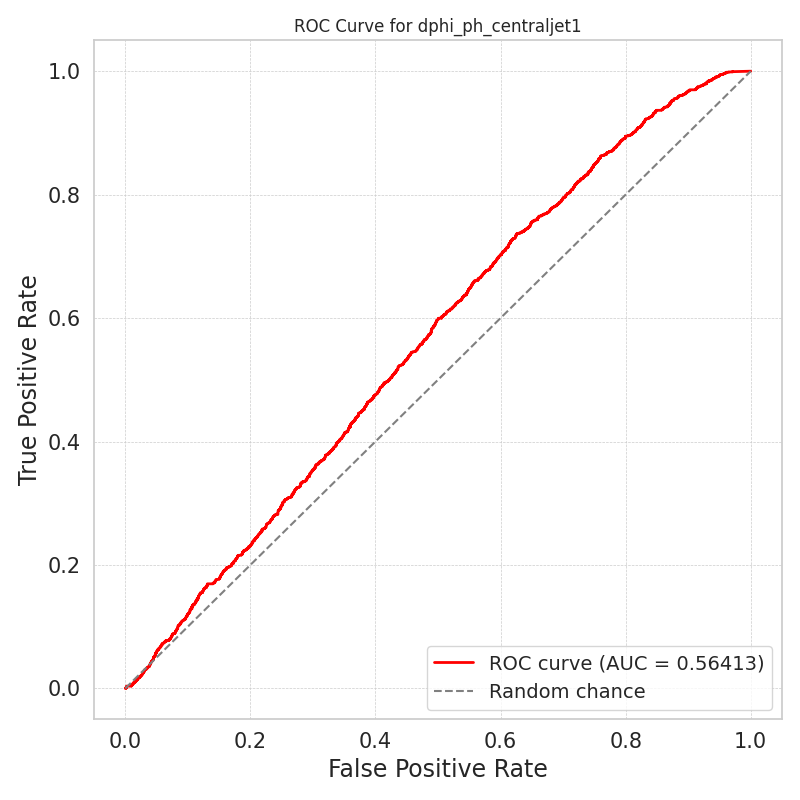 ROC Curve for dphi_ph_centraljet1
True Positive Rate
1.0
0.8
0.6
0.4
0.2
0.0
ROC curve (AUC = 0.56413)
Random chance
0.0 0.2 0.4 0.6 0.8 1.0
False Positive Rate